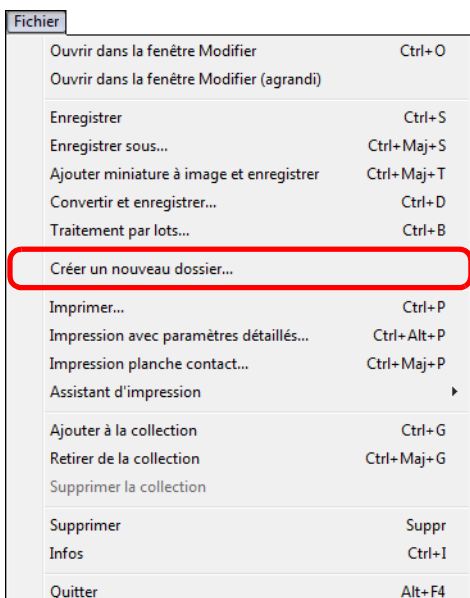 Fichier
Ouvrir dans la fenêtre Modifier Ctrl+O
Ouvrir dans la fenêtre Modifier (agrandi)
Enregistrer Ctrl+S
Enregistrer sous... Ctrl+Maj+S
Ajouter miniature à image et enregistrer Ctrl+Maj+T
Convertir et enregistrer... Ctrl+D
Traitement par lots... Ctrl+B
Créer un nouveau dossier...
Imprimer... Ctrl+P
Impression avec paramètres détaillés... Ctrl+Alt+P
Impression planche contact... Ctrl+Maj+P
Assistant d'impression
Ajouter à la collection Ctrl+G
Retirer de la collection Ctrl+Maj+G
Supprimer la collection
Supprimer Suppr
Infos Ctrl+I
Quitter Alt+F4